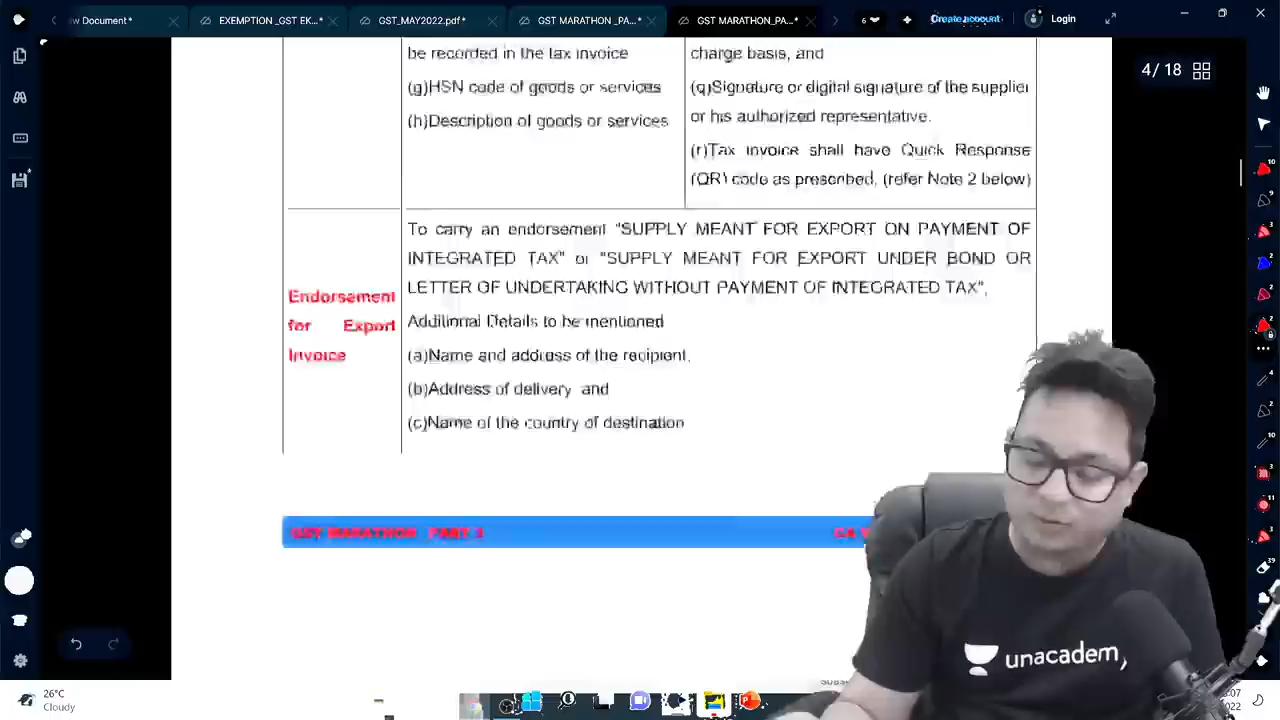 w Document *
EXEMPTION _GST EK...*
GST_MAY2022.pdf *
GST MARATHON _PA...*
GST MARATHON_PA...*
6
Create account
Login
4/ 18
be recorded in the tax invoice
(g)HSN code of goods or services
(h)Description of goods or services
charge basis, and
(q)Signature or digital signature of the supplier
or his authorized representative.
(r)Tax invoice shall have Quick Response
(QR) code as prescribed. (refer Note 2 below)
Endorsement
for Export
Invoice
To carry an endorsement "SUPPLY MEANT FOR EXPORT ON PAYMENT OF
INTEGRATED TAX" or "SUPPLY MEANT FOR EXPORT UNDER BOND OR
LETTER OF UNDERTAKING WITHOUT PAYMENT OF INTEGRATED TAX",
Additional Details to be mentioned
(a)Name and address of the recipient,
(b)Address of delivery and
(c)Name of the country of destination
GST MARATHON PART 3
CA
unacadem
26°C
Cloudy